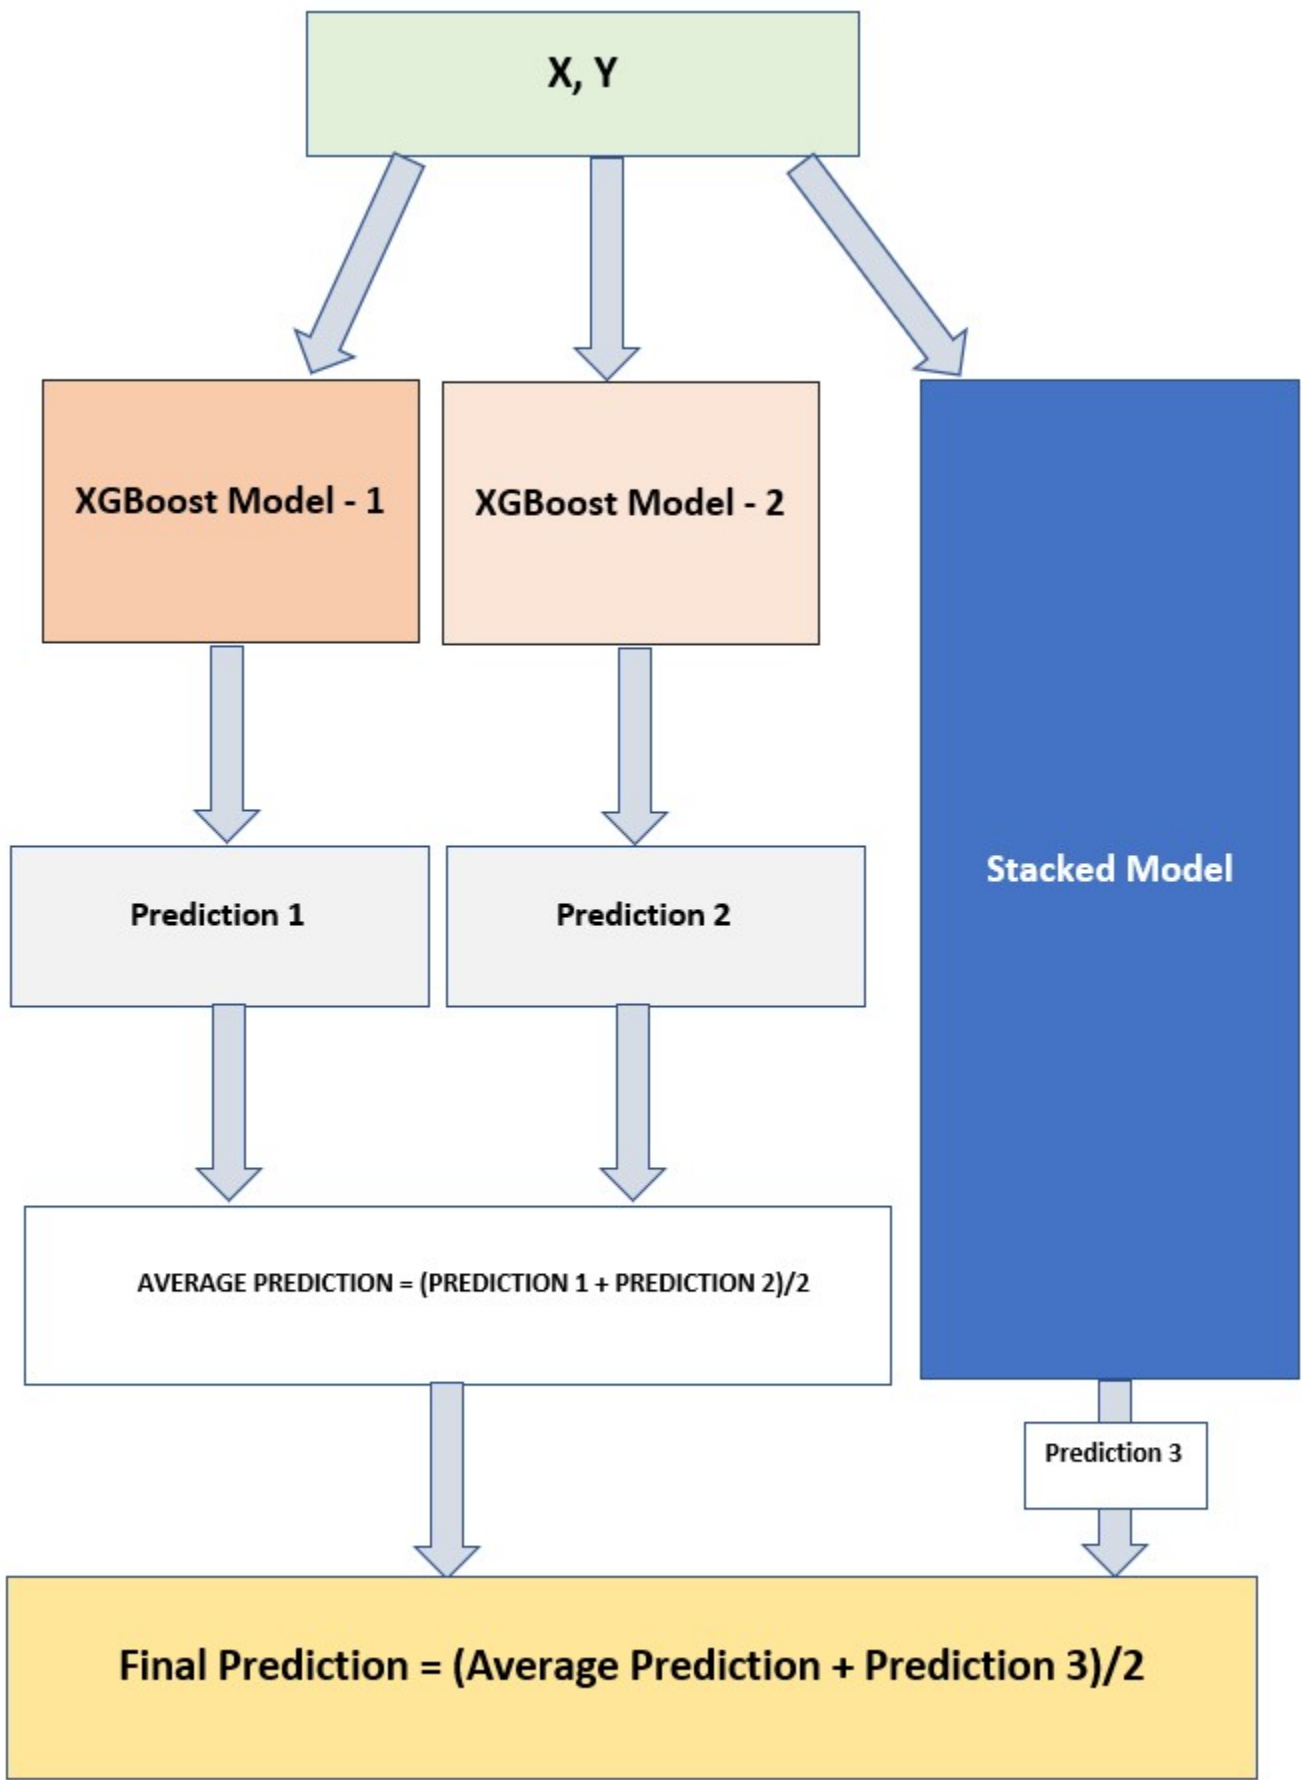 X, Y
XGBoost Model - 1
XGBoost Model - 2
Stacked Model
Prediction 1
Prediction 2
AVERAGE PREDICTION = (PREDICTION 1 + PREDICTION 2)/2
Prediction 3
Final Prediction = (Average Prediction + Prediction 3)/2